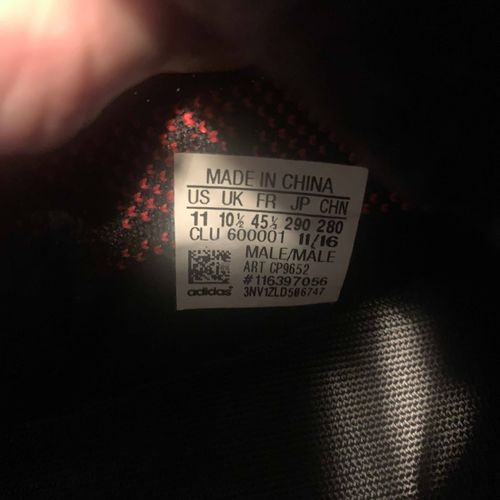 MADE IN CHINA
US UK FR JP CHN
11 10½ 45⅓ 290 280
CLU 600001 11/16
MALE/MALE
ART CP9652
#116397056
adidas 3NV1ZLD506747